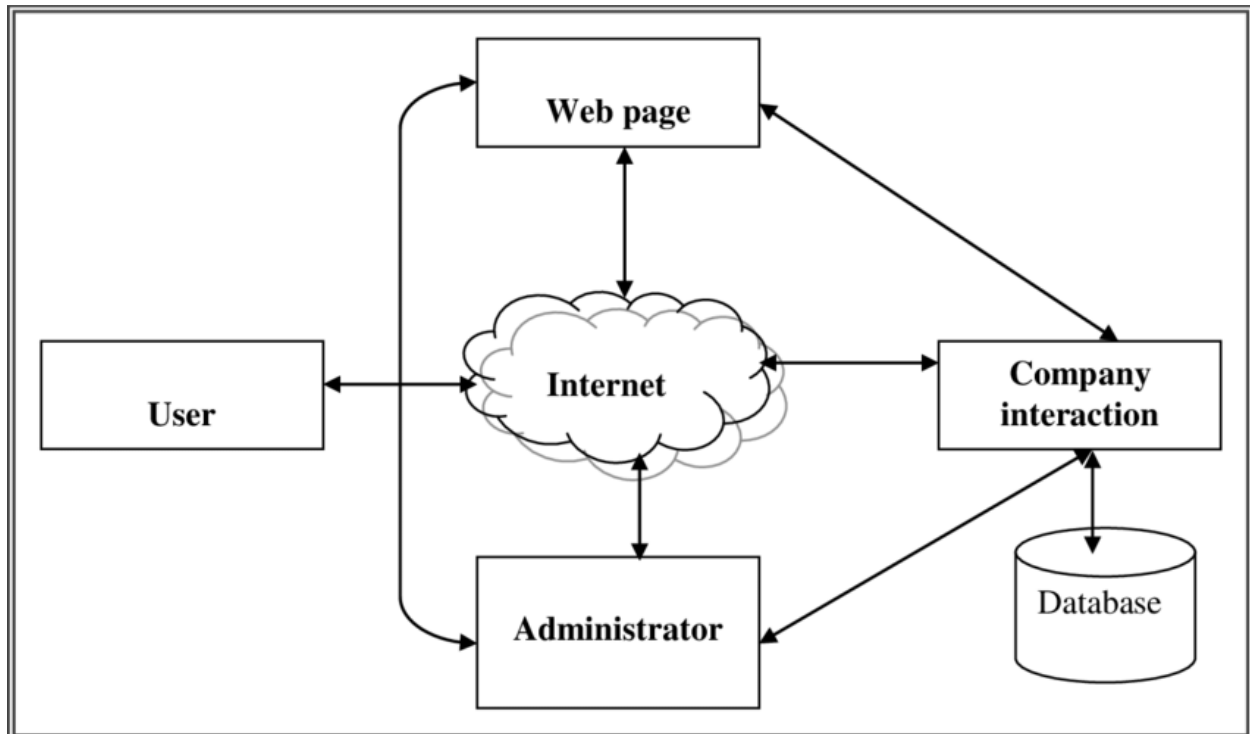 Web page
Internet
User
Company
interaction
Administrator
Database